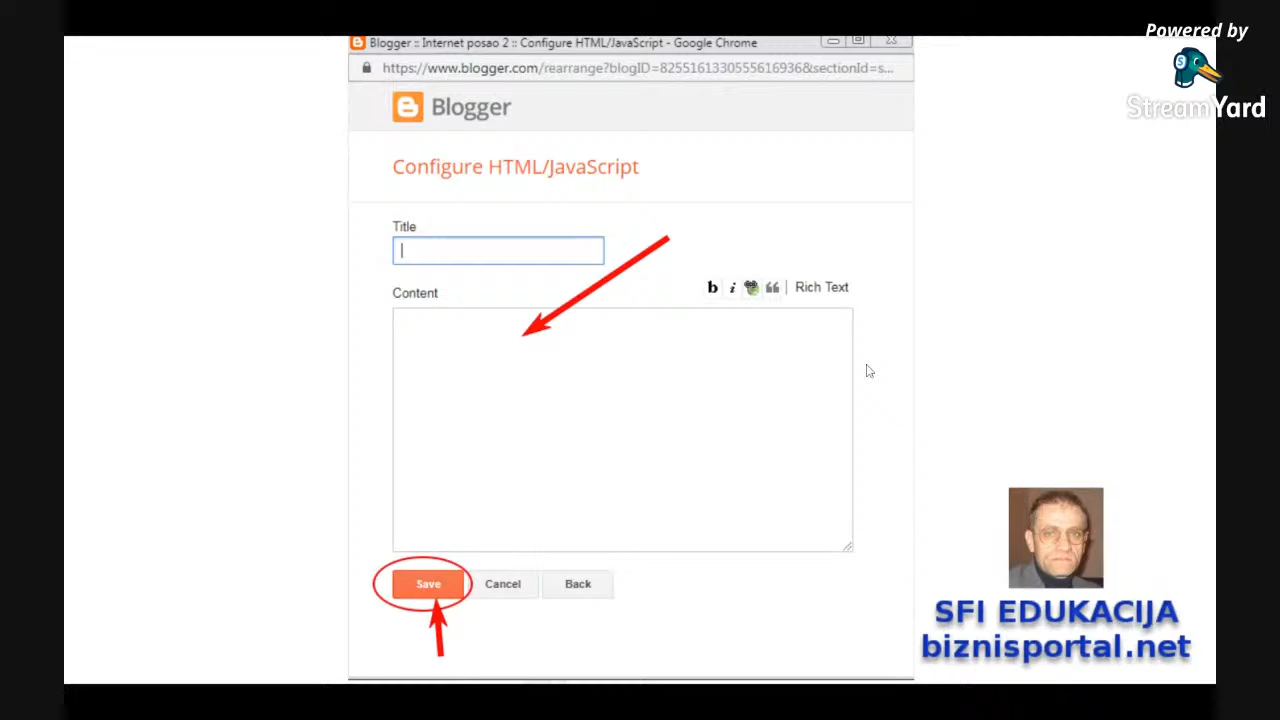 Powered by
StreamYard
Blogger :: Internet posao 2 :: Configure HTML/JavaScript - Google Chrome
https://www.blogger.com/rearrange?blogID=8255161330555616936&sectionId=s...
Blogger
Configure HTML/JavaScript
Title
Content
b i Rich Text
Save Cancel Back
SFI EDUKACIJA
biznisportal.net